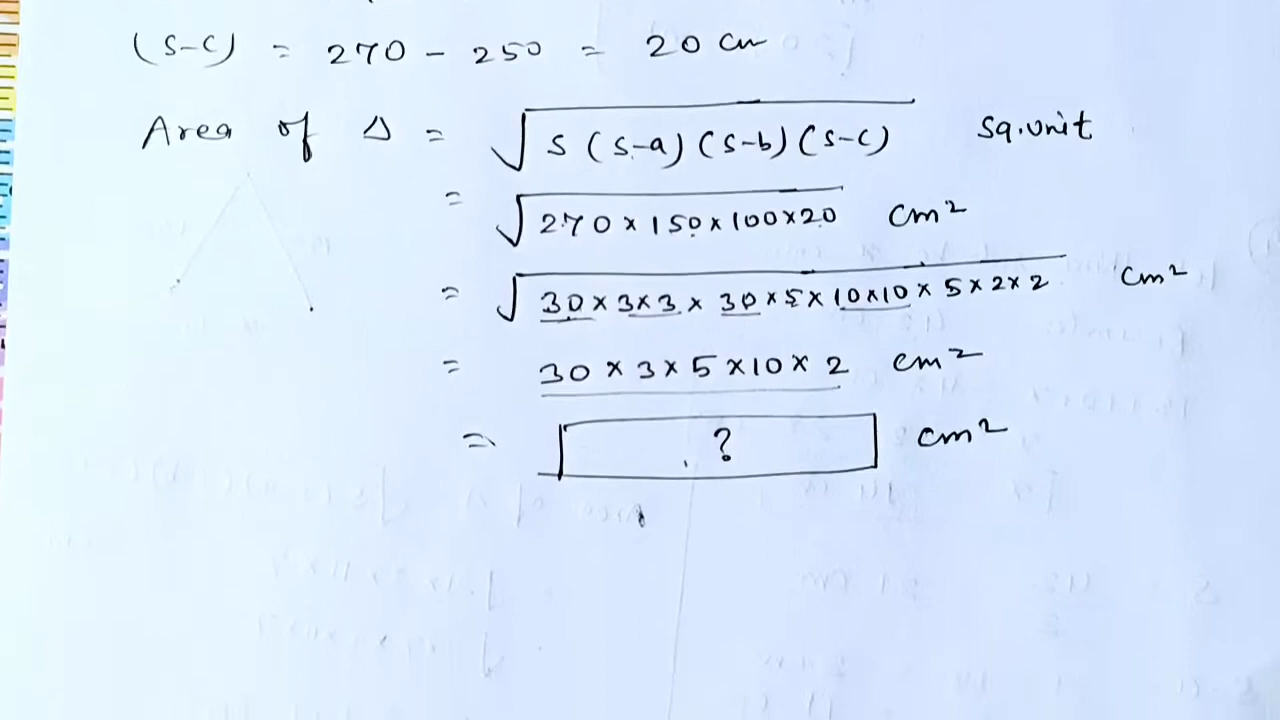 (s-c) = 270 - 250 = 20 cm
Area of Δ = √s(s-a)(s-b)(s-c) sq.unit
= √270×150×100×20 cm²
= √30×3×3×30×5×10×10×5×2×2 cm²
= 30×3×5×10×2 cm²
= ? cm²